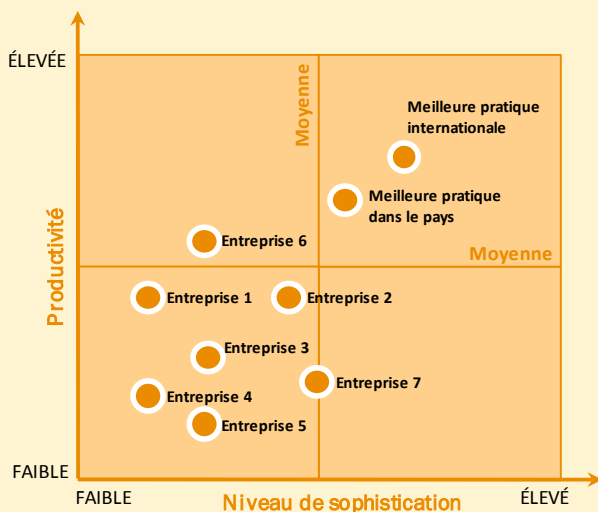 ÉLEVÉE
Moyenne
Meilleure pratique
internationale
Meilleure pratique
dans le pays
Productivité
Entreprise 6
Moyenne
Entreprise 1
Entreprise 2
Entreprise 3
Entreprise 7
Entreprise 4
Entreprise 5
FAIBLE
FAIBLE
Niveau de sophistication
ÉLEVÉ